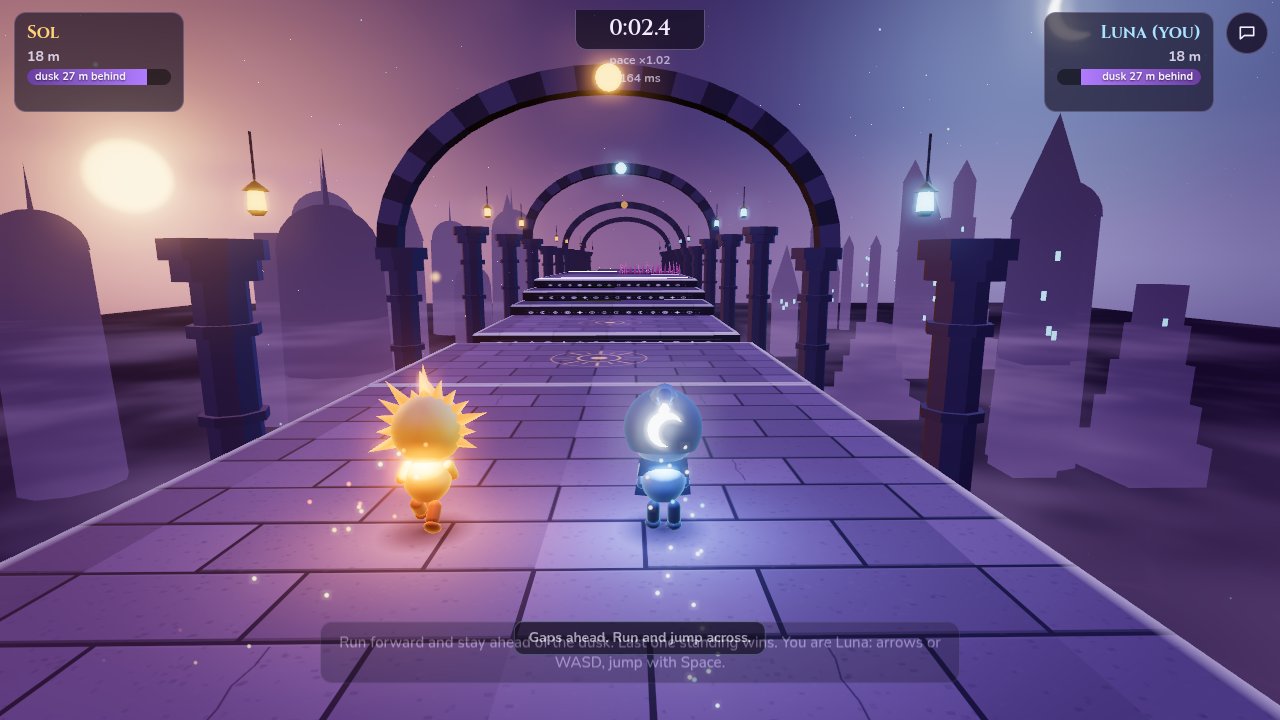 SOL
18 m
dusk 27 m behind
0:02.4
pace ×1.02
164 ms
LUNA (YOU)
18 m
dusk 27 m behind
Gaps ahead. Run and jump across.
Run forward and stay ahead of the dusk. Last one standing wins. You are Luna: arrows or
WASD, jump with Space.